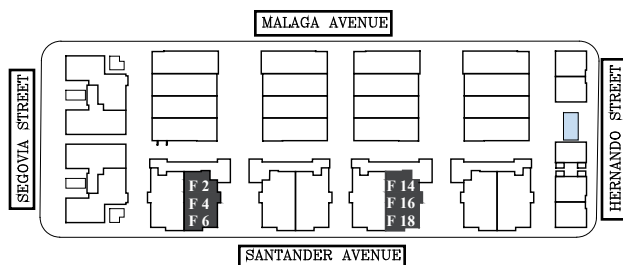 MALAGA AVENUE
SEGOVIA STREET
HERNANDO STREET
F 2
F 4
F 6
F 14
F 16
F 18
SANTANDER AVENUE